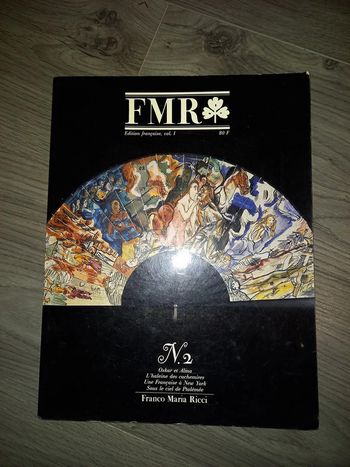 FMR
Edition française, vol. I 80 F
N.2
Oskar et Alma
L'haleine des cachemires
Une Française à New York
Sous le ciel de Ptolémée
Franco Maria Ricci